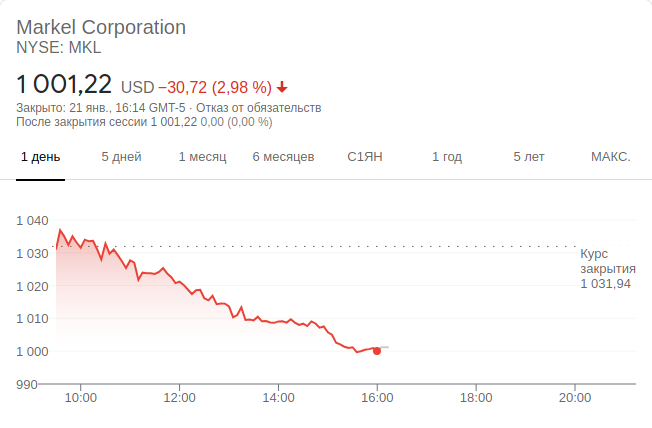 Markel Corporation
NYSE: MKL
1 001,22 USD −30,72 (2,98 %)
Закрыто: 21 янв., 16:14 GMT-5 · Отказ от обязательств
После закрытия сессии 1 001,22 0,00 (0,00 %)
1 день 5 дней 1 месяц 6 месяцев С1ЯН 1 год 5 лет МАКС.
1 040
1 030
1 020
1 010
1 000
990
Курс
закрытия
1 031,94
10:00 12:00 14:00 16:00 18:00 20:00